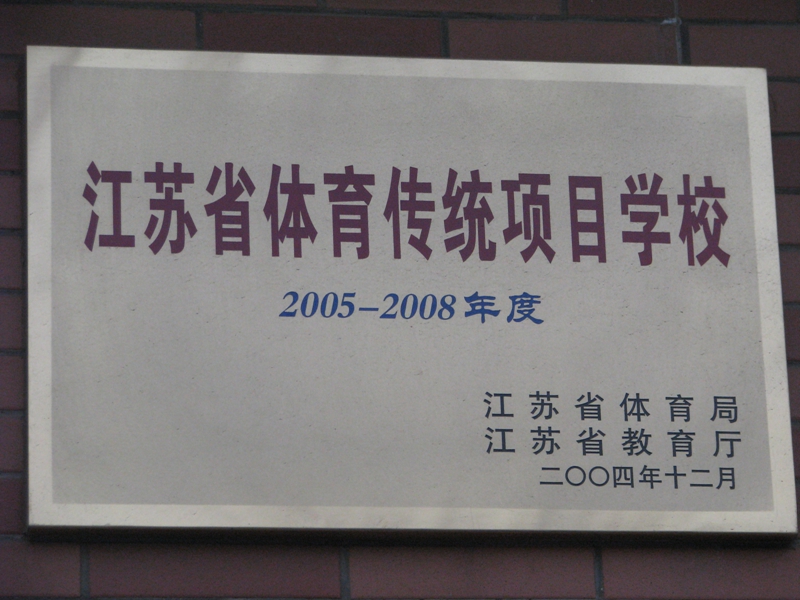 江苏省体育传统项目学校
2005-2008年度
江苏省体育局
江苏省教育厅
二〇〇四年十二月